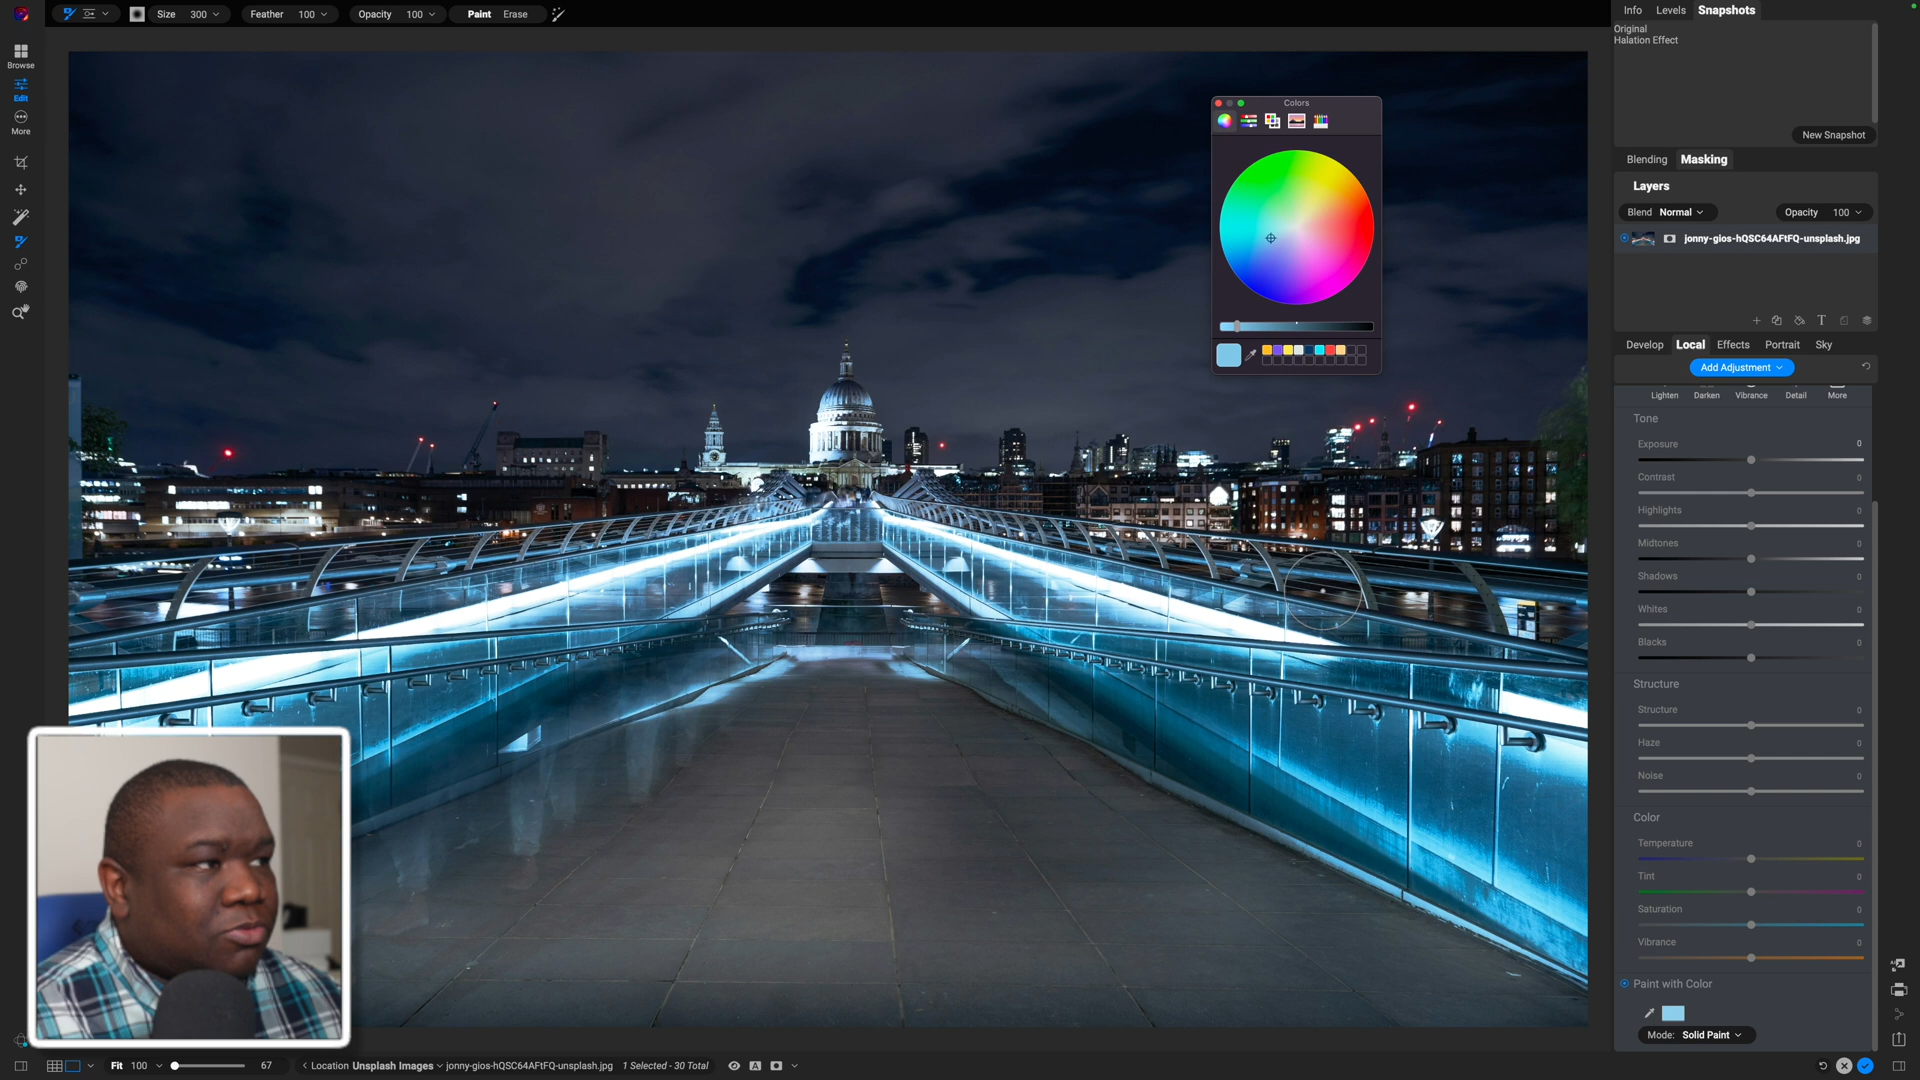 Size 300 Feather 100 Opacity 100 Paint Erase
Browse
Edit
More
Info Levels Snapshots
Original
Halation Effect
New Snapshot
Blending Masking
Layers
Blend Normal Opacity 100
jonny-gios-hQSC64AFtFQ-unsplash.jpg
T
Develop Local Effects Portrait Sky
Add Adjustment
Lighten Darken Vibrance Detail More
Tone
Exposure 0
Contrast 0
Highlights 0
Midtones 0
Shadows 0
Whites 0
Blacks 0
Structure
Structure 0
Haze 0
Noise 0
Color
Temperature 0
Tint 0
Saturation 0
Vibrance 0
Paint with Color
Mode: Solid Paint
Colors
Fit 100 67 Location Unsplash Images jonny-gios-hQSC64AFtFQ-unsplash.jpg 1 Selected - 30 Total A